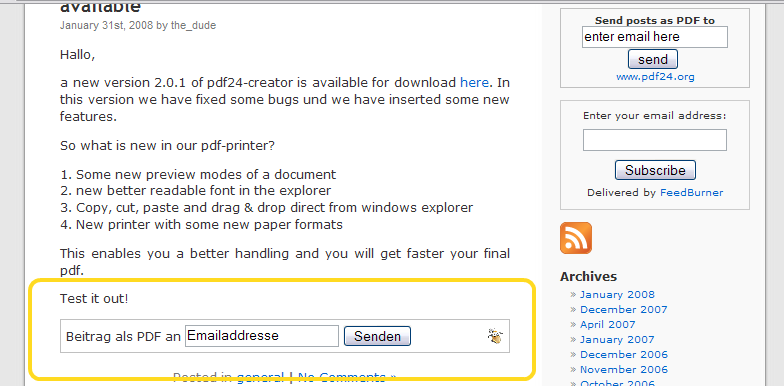 available
January 31st, 2008 by the_dude
Hallo,
a new version 2.0.1 of pdf24-creator is available for download here. In
this version we have fixed some bugs und we have inserted some new
features.
So what is new in our pdf-printer?
1. Some new preview modes of a document
2. new better readable font in the explorer
3. Copy, cut, paste and drag & drop direct from windows explorer
4. New printer with some new paper formats
This enables you a better handling and you will get faster your final
pdf.
Test it out!
Beitrag als PDF an Emailaddresse Senden
Posted in general | No Comments »
Send posts as PDF to
enter email here
send
www.pdf24.org
Enter your email address:
Subscribe
Delivered by FeedBurner
Archives
» January 2008
» December 2007
» April 2007
» January 2007
» December 2006
» November 2006
» October 2006